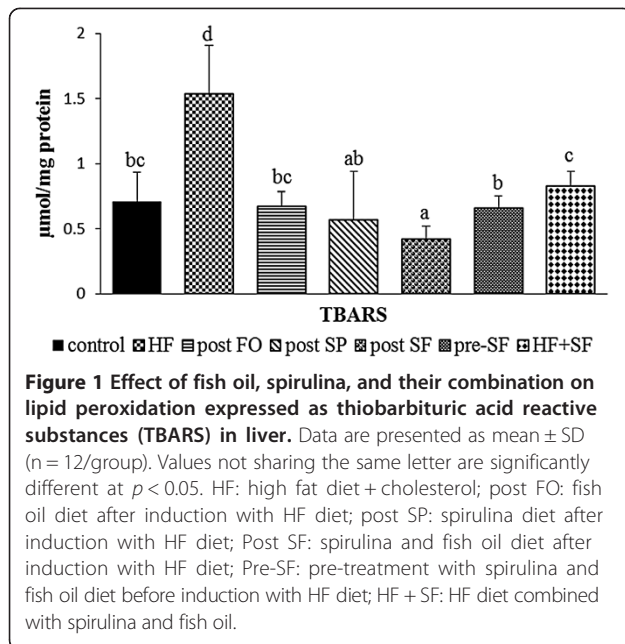 2
1.5
1
0.5
0
µmol/mg protein
bc
d
bc
ab
a
b
c
TBARS
control HF post FO post SP post SF pre-SF HF+SF
Figure 1 Effect of fish oil, spirulina, and their combination on
lipid peroxidation expressed as thiobarbituric acid reactive
substances (TBARS) in liver. Data are presented as mean ± SD
(n = 12/group). Values not sharing the same letter are significantly
different at p < 0.05. HF: high fat diet + cholesterol; post FO: fish
oil diet after induction with HF diet; post SP: spirulina diet after
induction with HF diet; Post SF: spirulina and fish oil diet after
induction with HF diet; Pre-SF: pre-treatment with spirulina and
fish oil diet before induction with HF diet; HF + SF: HF diet combined
with spirulina and fish oil.